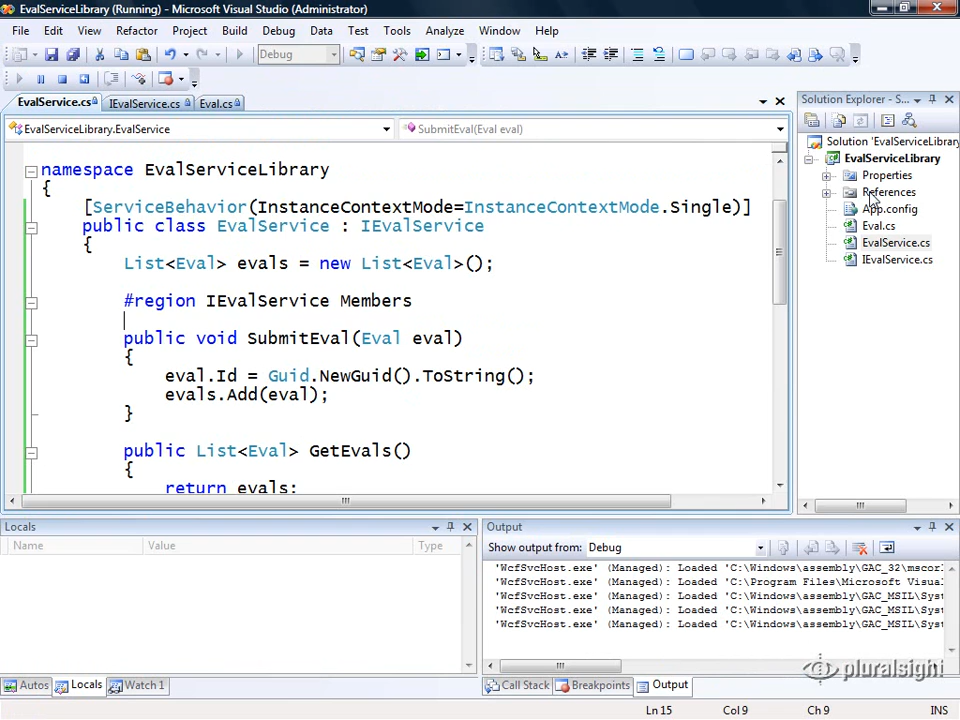 EvalServiceLibrary (Running) - Microsoft Visual Studio (Administrator)
File Edit View Refactor Project Build Debug Data Test Tools Analyze Window Help
Debug
EvalService.cs IEvalService.cs Eval.cs
EvalServiceLibrary.EvalService SubmitEval(Eval eval)
namespace EvalServiceLibrary
{
[ServiceBehavior(InstanceContextMode=InstanceContextMode.Single)]
public class EvalService : IEvalService
{
List<Eval> evals = new List<Eval>();
#region IEvalService Members
public void SubmitEval(Eval eval)
{
eval.Id = Guid.NewGuid().ToString();
evals.Add(eval);
}
public List<Eval> GetEvals()
{
return evals;
Solution Explorer - S...
Solution 'EvalServiceLibrary
EvalServiceLibrary
Properties
References
App.config
Eval.cs
EvalService.cs
IEvalService.cs
Locals
Name Value Type
Autos Locals Watch 1
Output
Show output from: Debug
'WcfSvcHost.exe' (Managed): Loaded 'C:\Windows\assembly\GAC_32\mscorl
'WcfSvcHost.exe' (Managed): Loaded 'C:\Program Files\Microsoft Visua
'WcfSvcHost.exe' (Managed): Loaded 'C:\Windows\assembly\GAC_MSIL\Sys
'WcfSvcHost.exe' (Managed): Loaded 'C:\Windows\assembly\GAC_MSIL\Sys
'WcfSvcHost.exe' (Managed): Loaded 'C:\Windows\assembly\GAC_MSIL\Sys
pluralsight
Call Stack Breakpoints Output
Ln 15 Col 9 Ch 9 INS